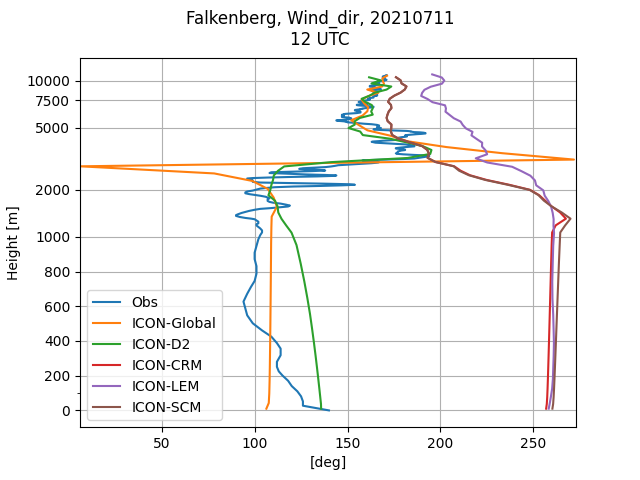 Falkenberg, Wind_dir, 20210711
12 UTC
10000
7500
5000
2000
1000
800
600
400
200
0
Height [m]
Obs
ICON-Global
ICON-D2
ICON-CRM
ICON-LEM
ICON-SCM
50 100 150 200 250
[deg]